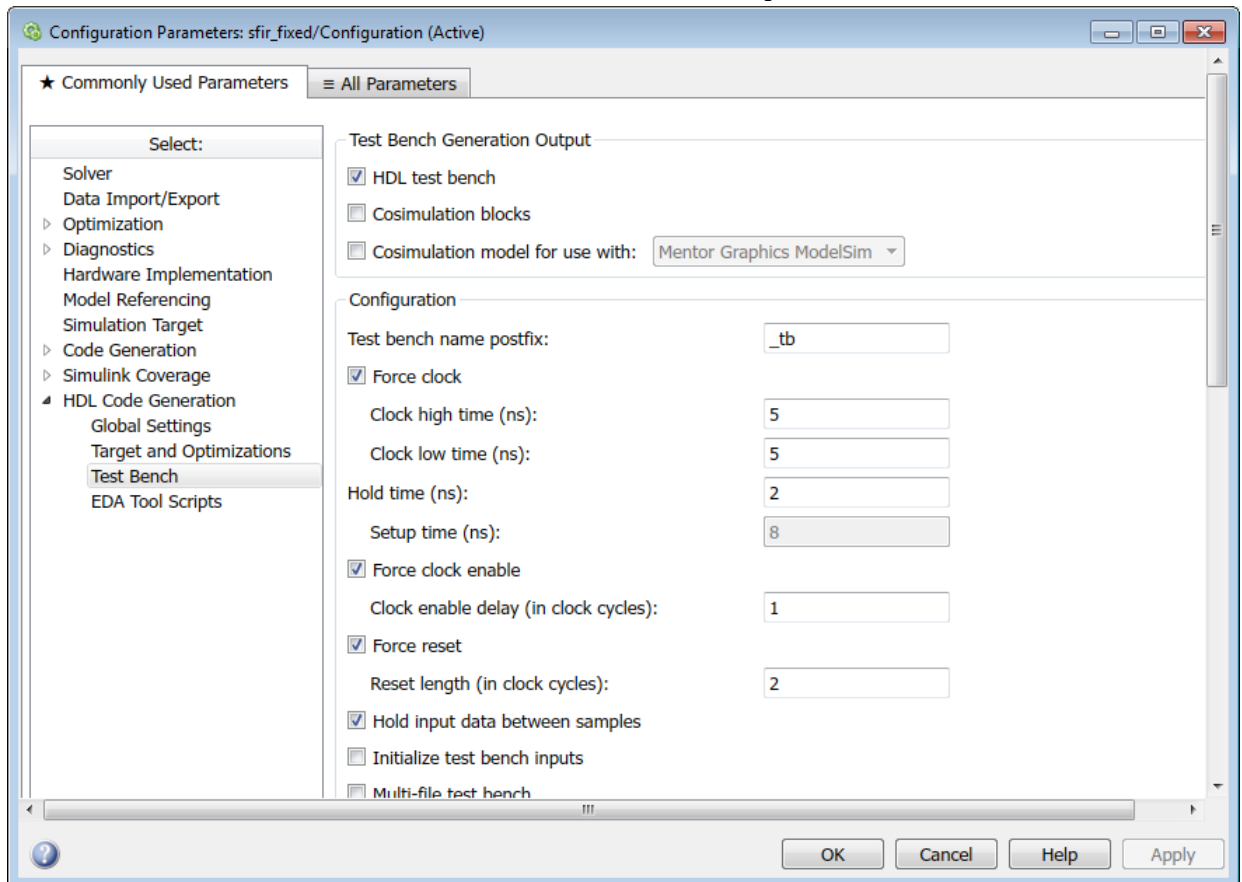 Configuration Parameters: sfir_fixed/Configuration (Active)
★ Commonly Used Parameters
≡ All Parameters
Select:
Solver
Data Import/Export
Optimization
Diagnostics
Hardware Implementation
Model Referencing
Simulation Target
Code Generation
Simulink Coverage
HDL Code Generation
Global Settings
Target and Optimizations
Test Bench
EDA Tool Scripts
Test Bench Generation Output
HDL test bench
Cosimulation blocks
Cosimulation model for use with: Mentor Graphics ModelSim
Configuration
Test bench name postfix: _tb
Force clock
Clock high time (ns): 5
Clock low time (ns): 5
Hold time (ns): 2
Setup time (ns): 8
Force clock enable
Clock enable delay (in clock cycles): 1
Force reset
Reset length (in clock cycles): 2
Hold input data between samples
Initialize test bench inputs
Multi-file test bench
OK Cancel Help Apply